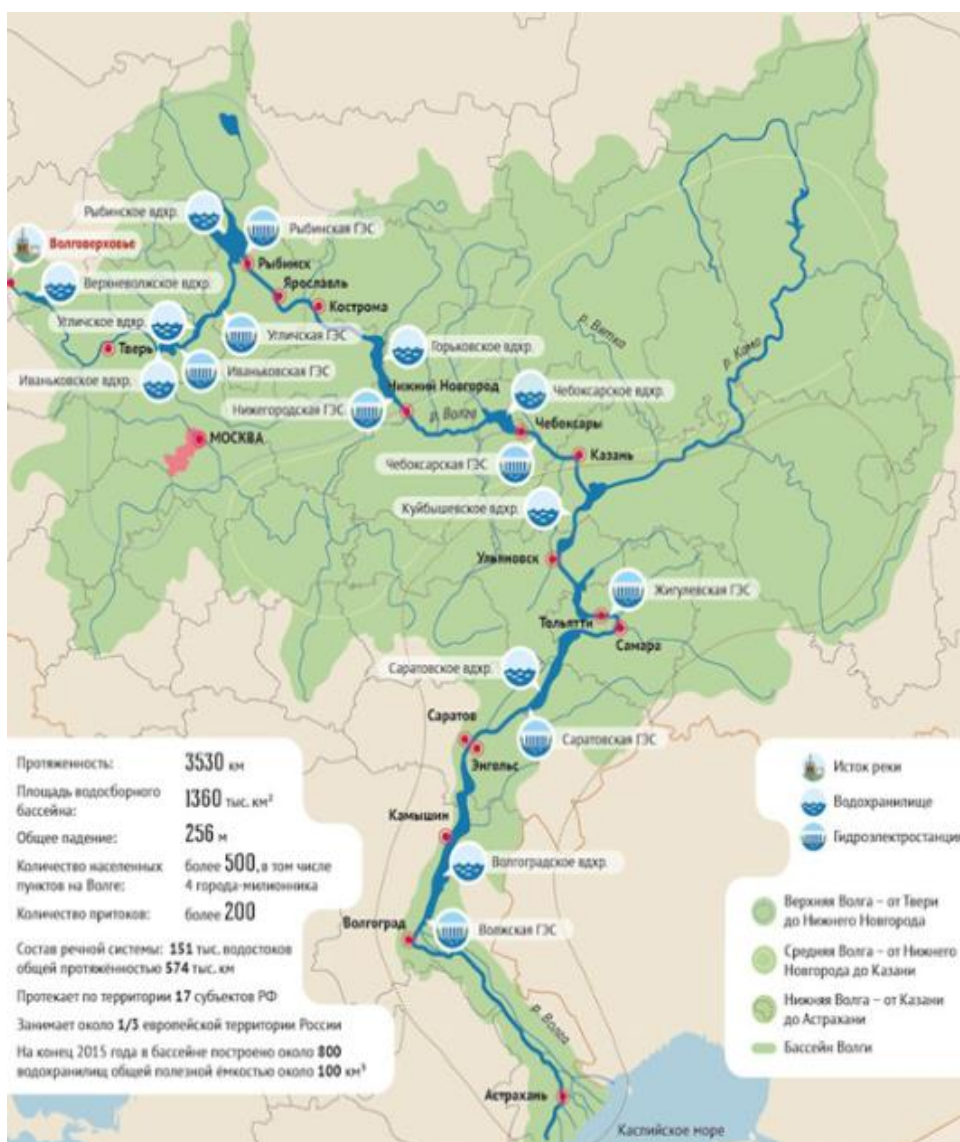 Рыбинское вдхр.
Рыбинская ГЭС
Волговерховье
Рыбинск
Ярославль
Верхневолжское вдхр.
Кострома
Угличское вдхр.
Угличская ГЭС
Тверь
Горьковское вдхр.
Иваньковское вдхр.
Иваньковская ГЭС
р. Вятка
р. Кама
Нижний Новгород
Чебоксарское вдхр.
Нижегородская ГЭС
р. Волга
Чебоксары
МОСКВА
Казань
Чебоксарская ГЭС
Куйбышевское вдхр.
Ульяновск
Жигулевская ГЭС
Тольятти
Самара
Саратовское вдхр.
Саратов
Саратовская ГЭС
Энгольс
Камышин
Волгоградское вдхр.
Волгоград
Волжская ГЭС
р. Волга
Астрахань
Каспийское море
Протяженность: 3530 км
Площадь водосборного
бассейна: 1360 тыс. км²
Общее падение: 256 м
Количество населенных
пунктов на Волге: более 500, в том числе
4 города-милионника
Количество притоков: более 200
Состав речной системы: 151 тыс. водостоков
общей протяжённостью 574 тыс. км
Протекает по территории 17 субъектов РФ
Занимает около 1/3 европейской территории России
На конец 2015 года в бассейне построено около 800
водохранилищ общей полезной ёмкостью около 100 км³
Исток реки
Водохранилище
Гидроэлектростанция
Верхняя Волга – от Твери
до Нижнего Новгорода
Средняя Волга – от Нижнего
Новгорода до Казани
Нижняя Волга – от Казани
до Астрахани
Бассейн Волги